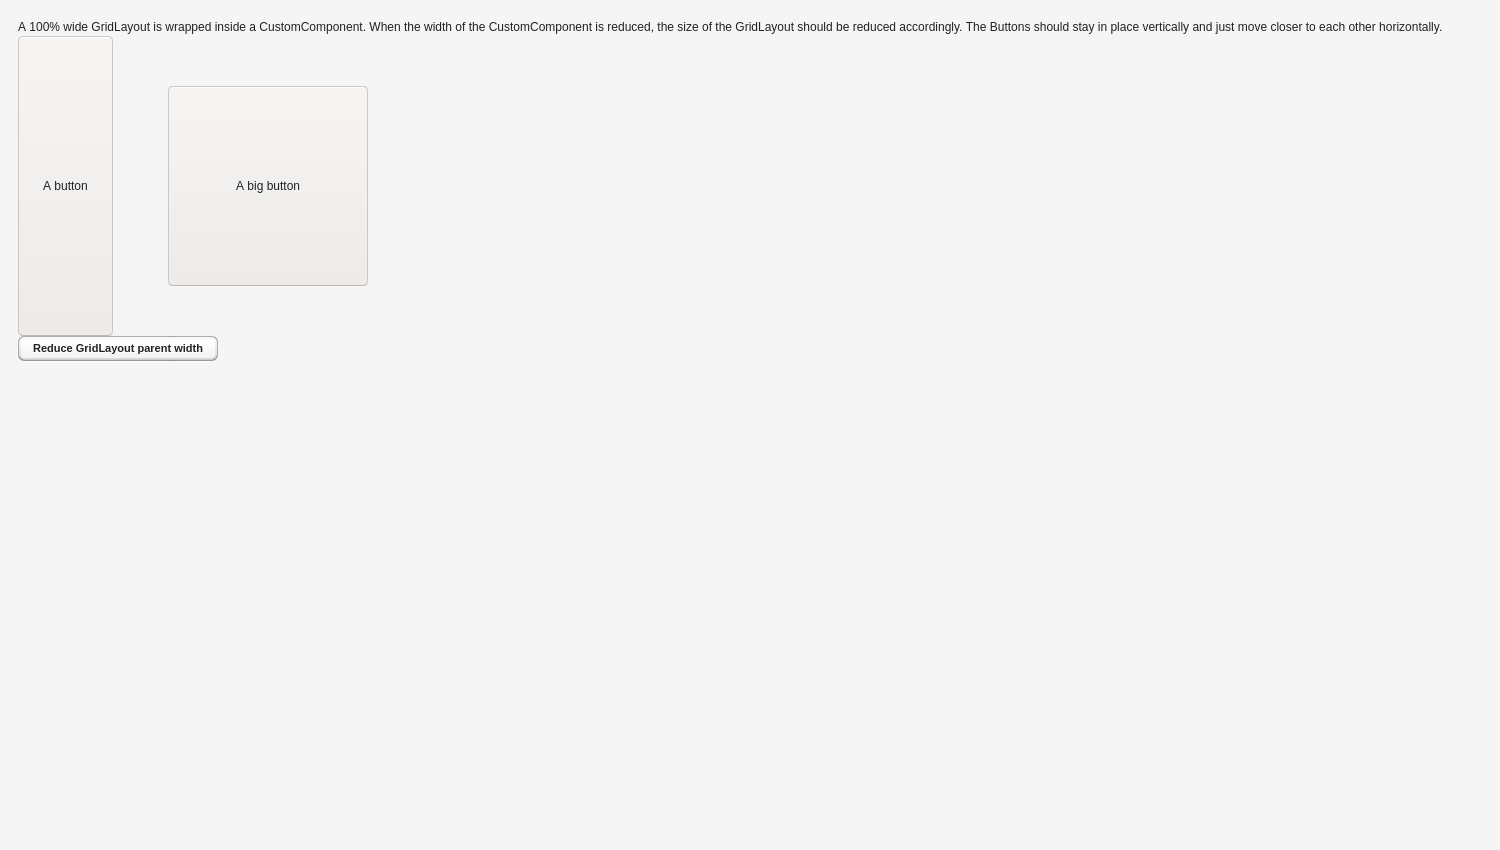 A 100% wide GridLayout is wrapped inside a CustomComponent. When the width of the CustomComponent is reduced, the size of the GridLayout should be reduced accordingly. The Buttons should stay in place vertically and just move closer to each other horizontally.
A button
A big button
Reduce GridLayout parent width